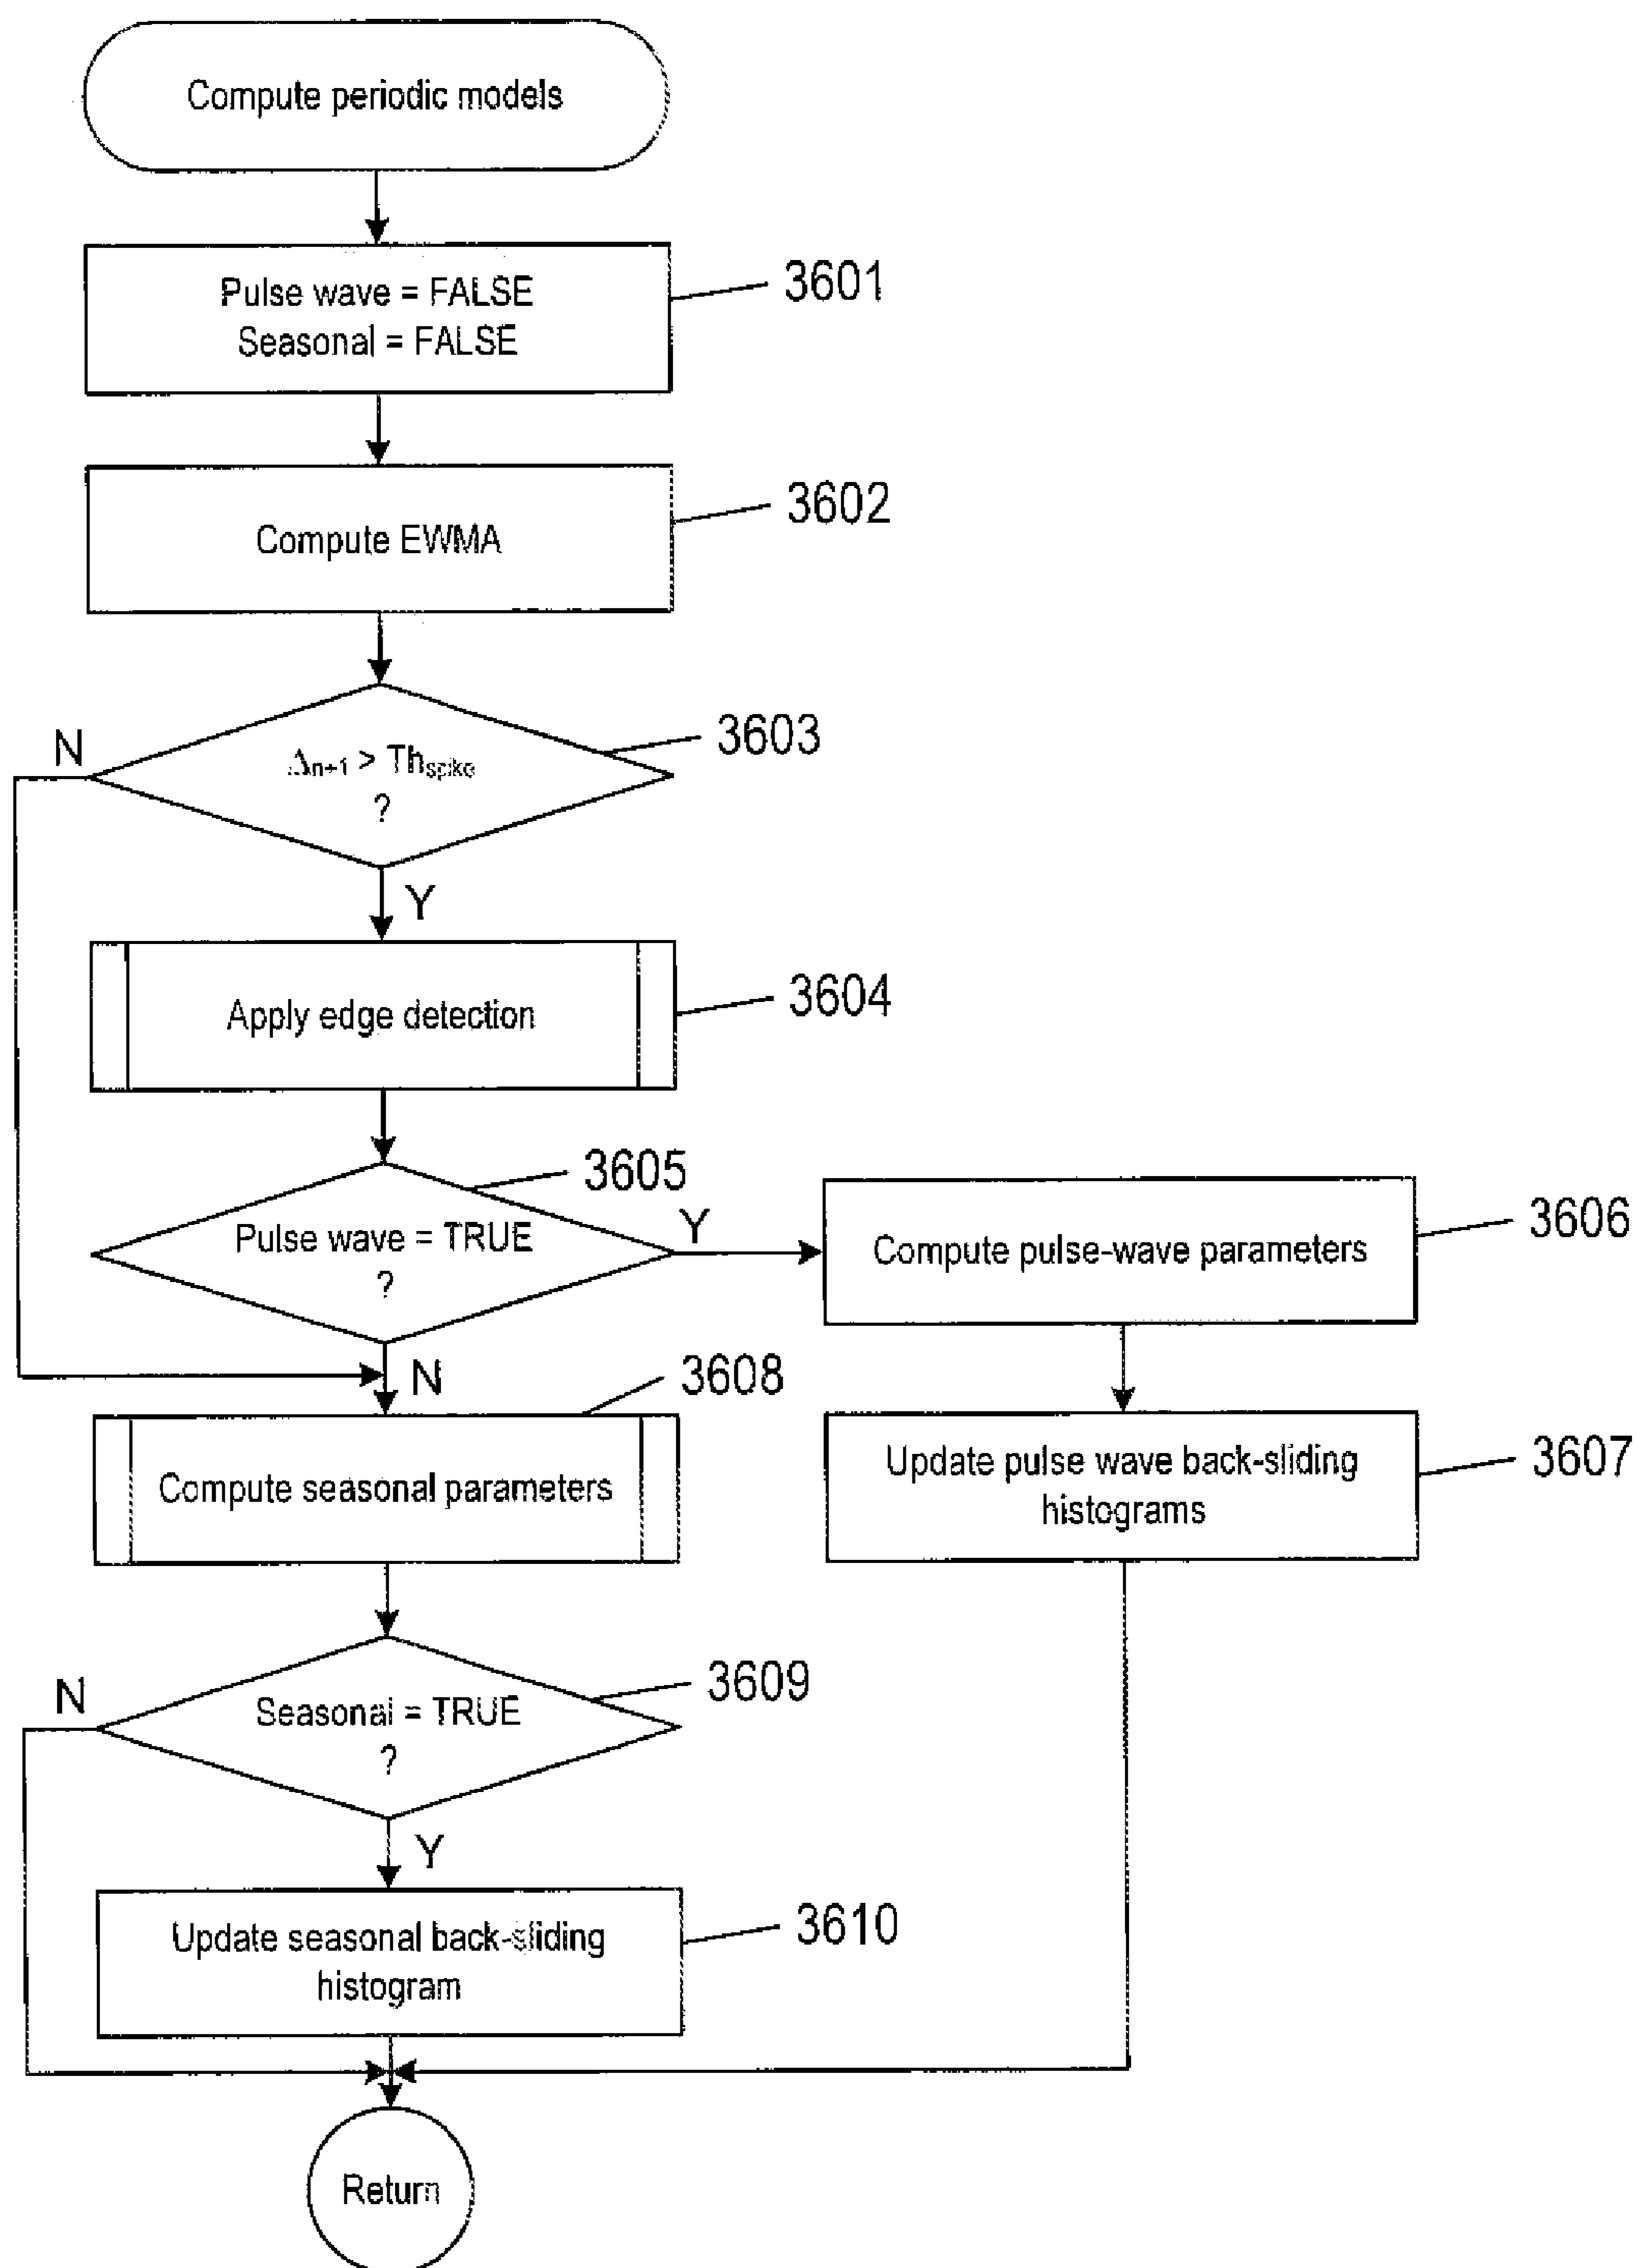 Compute periodic models
Pulse wave = FALSE
Seasonal = FALSE
3601
Compute EWMA
3602
Δn+1 > Thspike
?
3603
N
Y
Apply edge detection
3604
Pulse wave = TRUE
?
3605
Y
N
Compute pulse-wave parameters
3606
Update pulse wave back-sliding
histograms
3607
Compute seasonal parameters
3608
Seasonal = TRUE
?
3609
N
Y
Update seasonal back-sliding
histogram
3610
Return